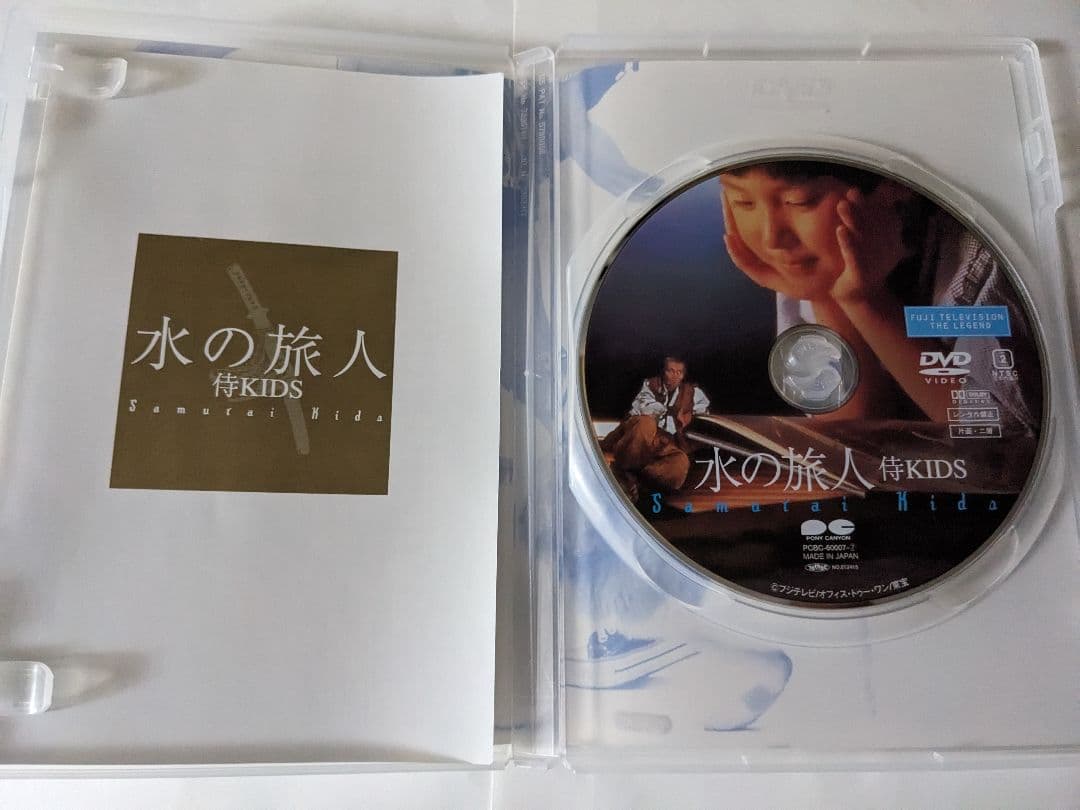 水の旅人
侍KIDS
Samurai Kids
FUJI TELEVISION
THE LEGEND
DVD
VIDEO
2
NTSC
DOLBY
DIGITAL
レンタル禁止
片面・二層
水の旅人 侍KIDS
Samurai Kids
PONY CANYON
MADE IN JAPAN
©フジテレビ/オフィス・トゥー・ワン/東宝